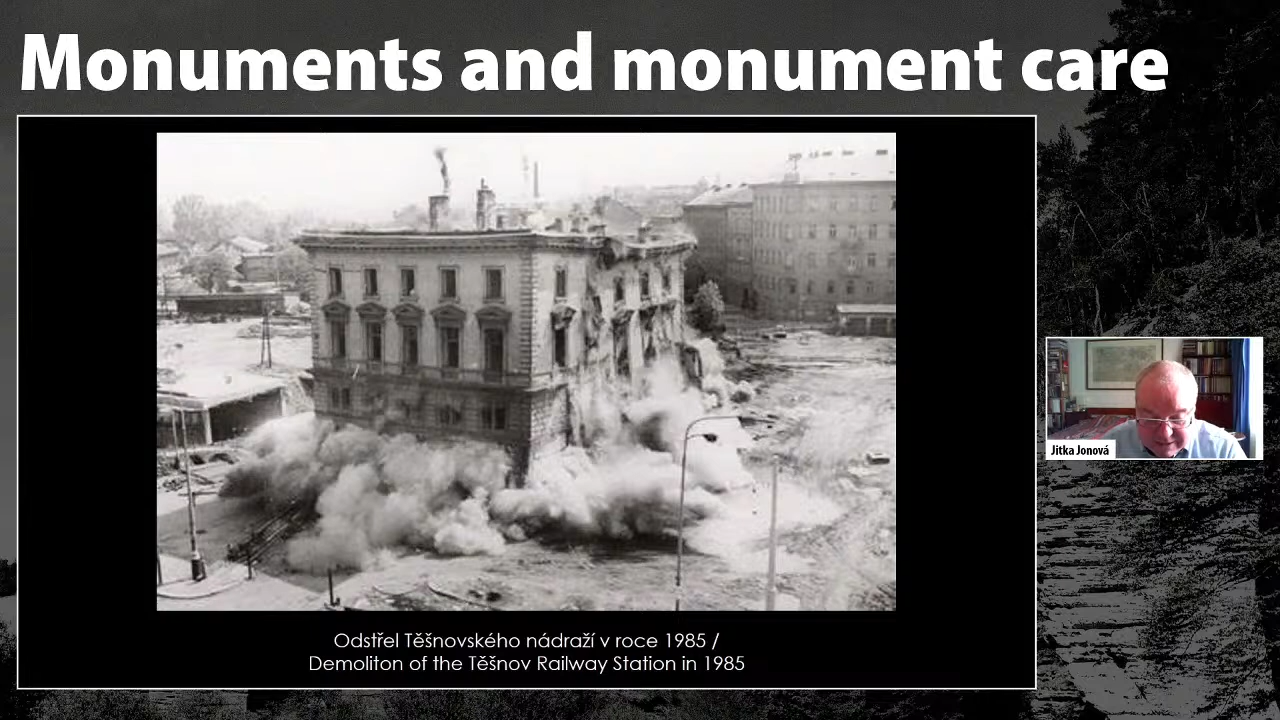 Monuments and monument care
Jitka Jonová
Odstřel Těšnovského nádraží v roce 1985 /
Demoliton of the Těšnov Railway Station in 1985